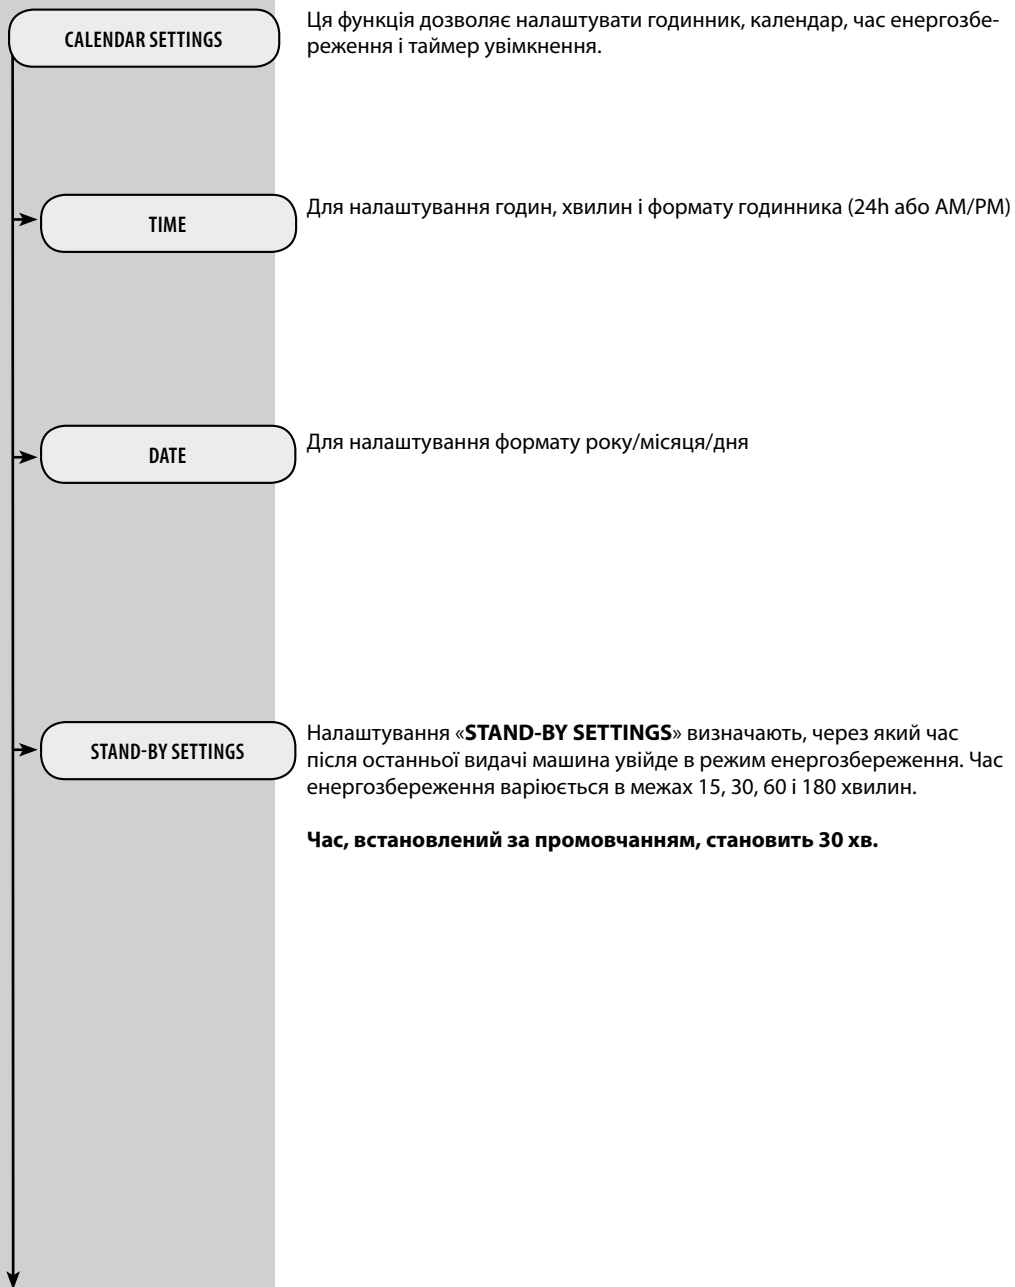 CALENDAR SETTINGS
Ця функція дозволяє налаштувати годинник, календар, час енергозбе-
реження і таймер увімкнення.
TIME
Для налаштування годин, хвилин і формату годинника (24h або AM/PM)
DATE
Для налаштування формату року/місяця/дня
STAND-BY SETTINGS
Налаштування «STAND-BY SETTINGS» визначають, через який час
після останньої видачі машина увійде в режим енергозбереження. Час
енергозбереження варіюється в межах 15, 30, 60 і 180 хвилин.
Час, встановлений за промовчанням, становить 30 хв.